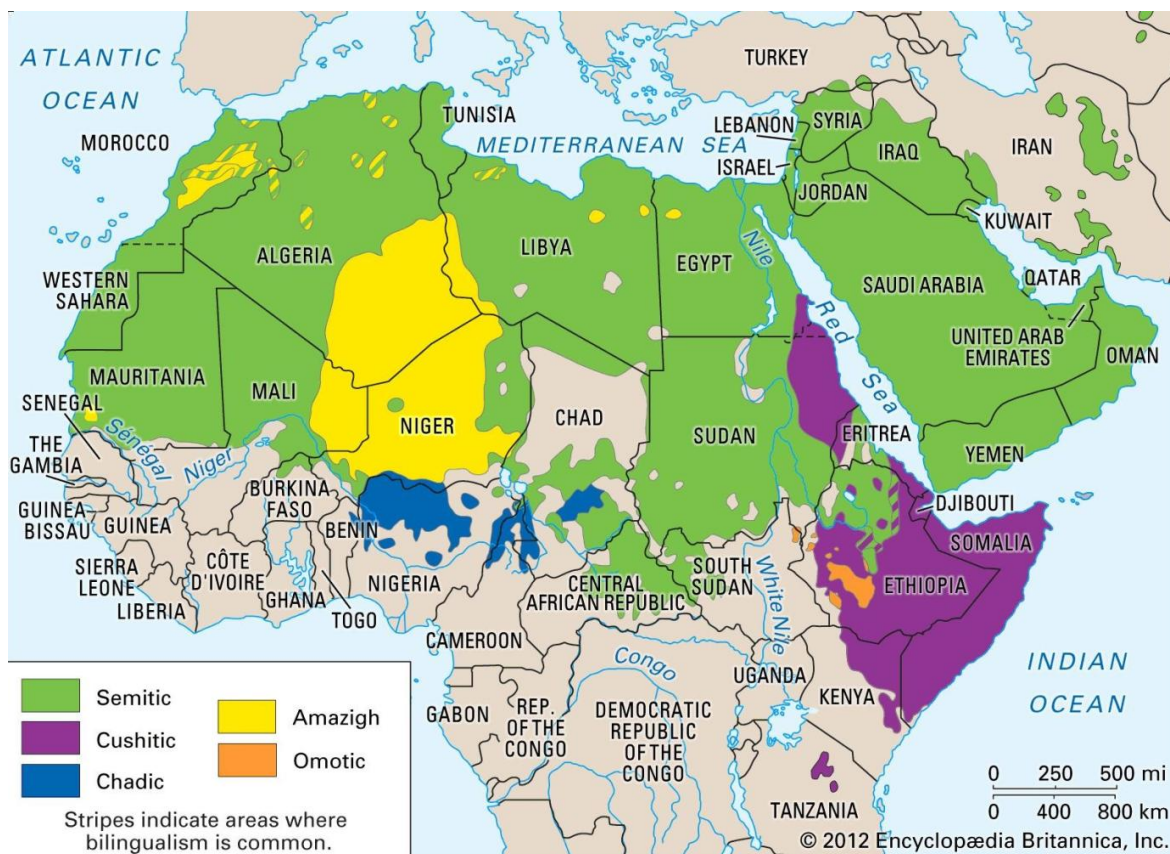 ATLANTIC
OCEAN
MOROCCO
TUNISIA
MEDITERRANEAN SEA
TURKEY
LEBANON
SYRIA
ISRAEL
IRAQ
IRAN
JORDAN
KUWAIT
ALGERIA
LIBYA
EGYPT
Nile
WESTERN
SAHARA
SAUDI ARABIA
QATAR
Red
Sea
UNITED ARAB
EMIRATES
OMAN
MAURITANIA
MALI
NIGER
CHAD
SUDAN
ERITREA
YEMEN
SENEGAL
Sénégal
THE
GAMBIA
Niger
GUINEA-
BISSAU
GUINEA
BURKINA
FASO
BENIN
DJIBOUTI
SOMALIA
SIERRA
LEONE
CÔTE
D'IVOIRE
LIBERIA
GHANA
TOGO
NIGERIA
CENTRAL
AFRICAN REPUBLIC
SOUTH
SUDAN
White Nile
ETHIOPIA
CAMEROON
Congo
UGANDA
KENYA
INDIAN
OCEAN
GABON
REP.
OF THE
CONGO
DEMOCRATIC
REPUBLIC
OF THE
CONGO
TANZANIA
Semitic
Cushitic
Chadic
Amazigh
Omotic
Stripes indicate areas where
bilingualism is common.
0 250 500 mi
0 400 800 km
© 2012 Encyclopædia Britannica, Inc.